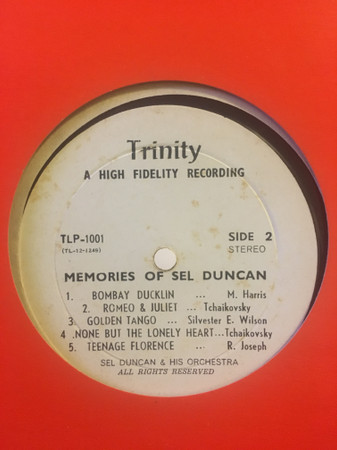 Trinity
A HIGH FIDELITY RECORDING
TLP-1001 SIDE 2
(TL-12-1240) STEREO
MEMORIES OF SEL DUNCAN
1. BOMBAY DUCKLIN ... M. Harris
2. ROMEO & JULIET ... Tchaikovsky
3. GOLDEN TANGO ... Silvester E. Wilson
4 .NONE BUT THE LONELY HEART...Tchaikovsky
5. TEENAGE FLORENCE ... R. Joseph
SEL DUNCAN & HIS ORCHESTRA
ALL RIGHTS RESERVED